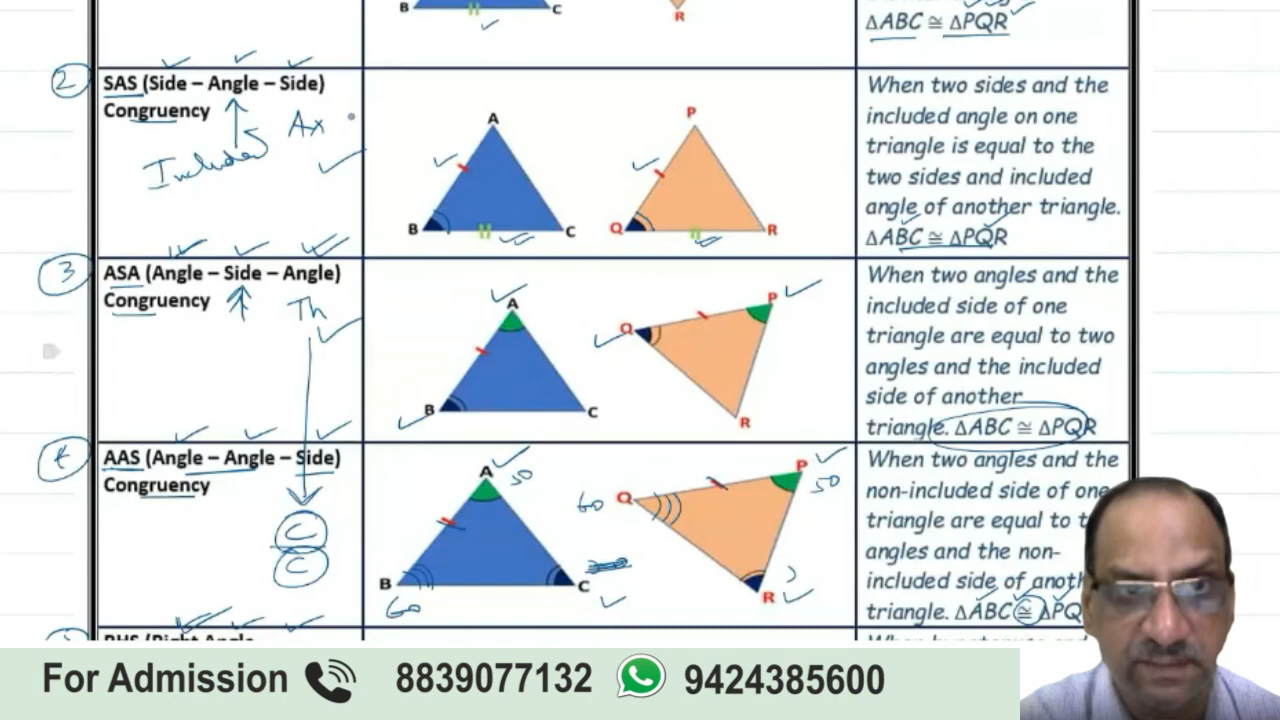 B C R
ΔABC ≅ ΔPQR
2 SAS (Side – Angle – Side)
Congruency
Included Ax
A P
B C Q R
When two sides and the
included angle on one
triangle is equal to the
two sides and included
angle of another triangle.
ΔABC ≅ ΔPQR
3 ASA (Angle – Side – Angle)
Congruency
Th
A P
Q
B C R
When two angles and the
included side of one
triangle are equal to two
angles and the included
side of another
triangle. ΔABC ≅ ΔPQR
4 AAS (Angle – Angle – Side)
Congruency
C
C
A 50 P 50
60 Q
B C R
60
When two angles and the
non-included side of one
triangle are equal to
angles and the non-
included side of
triangle. ΔABC ≅ ΔPQ
For Admission 8839077132 9424385600